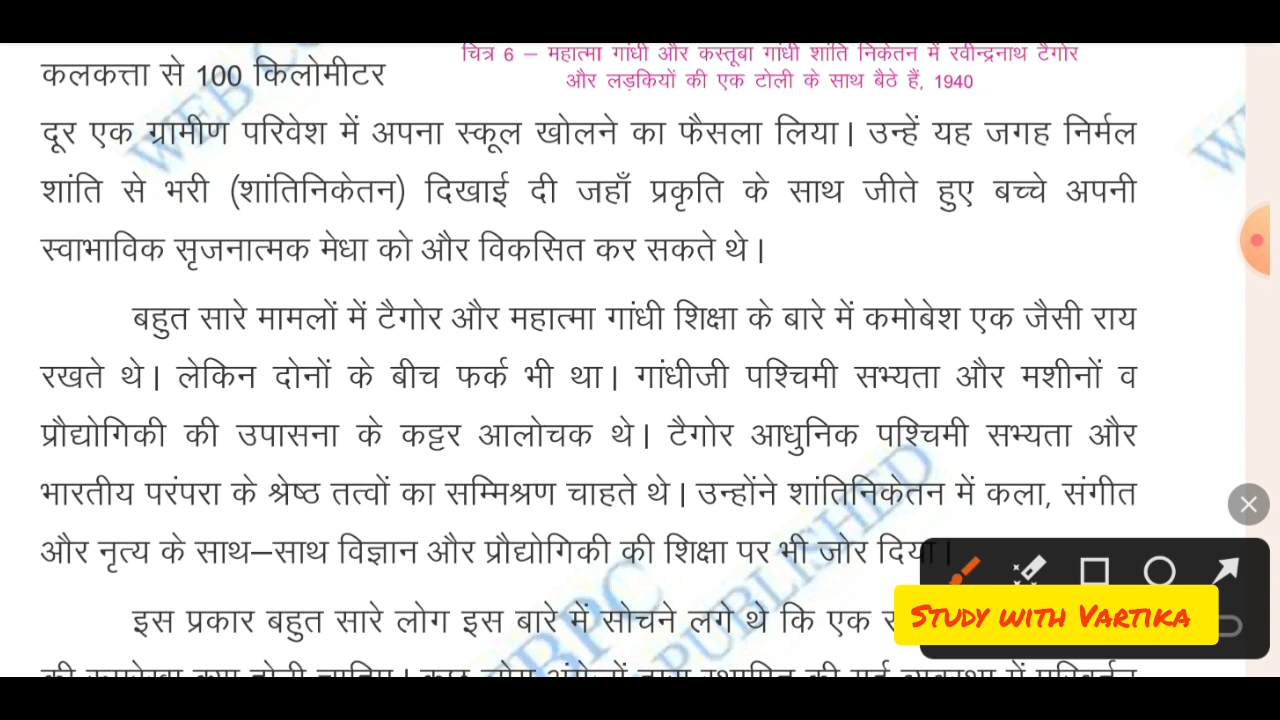 चित्र 6 – महात्मा गांधी और कस्तूबा गांधी शांति निकेतन में रवीन्द्रनाथ टैगोर
और लड़कियों की एक टोली के साथ बैठे हैं, 1940
कलकत्ता से 100 किलोमीटर
दूर एक ग्रामीण परिवेश में अपना स्कूल खोलने का फैसला लिया। उन्हें यह जगह निर्मल
शांति से भरी (शांतिनिकेतन) दिखाई दी जहाँ प्रकृति के साथ जीते हुए बच्चे अपनी
स्वाभाविक सृजनात्मक मेधा को और विकसित कर सकते थे।
बहुत सारे मामलों में टैगोर और महात्मा गांधी शिक्षा के बारे में कमोबेश एक जैसी राय
रखते थे। लेकिन दोनों के बीच फर्क भी था। गांधीजी पश्चिमी सभ्यता और मशीनों व
प्रौद्योगिकी की उपासना के कट्टर आलोचक थे। टैगोर आधुनिक पश्चिमी सभ्यता और
भारतीय परंपरा के श्रेष्ठ तत्वों का सम्मिश्रण चाहते थे। उन्होंने शांतिनिकेतन में कला, संगीत
और नृत्य के साथ–साथ विज्ञान और प्रौद्योगिकी की शिक्षा पर भी जोर दिया।
इस प्रकार बहुत सारे लोग इस बारे में सोचने लगे थे कि एक
STUDY WITH VARTIKA
PUBLISHED